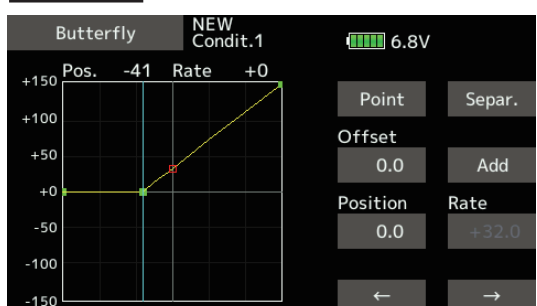 Butterfly
NEW
Condit.1
6.8V
Pos. -41 Rate +0
+150
+100
+50
+0
-50
-100
-150
Point
Separ.
Offset
0.0
Add
Position
Rate
0.0
+32.0
←
→